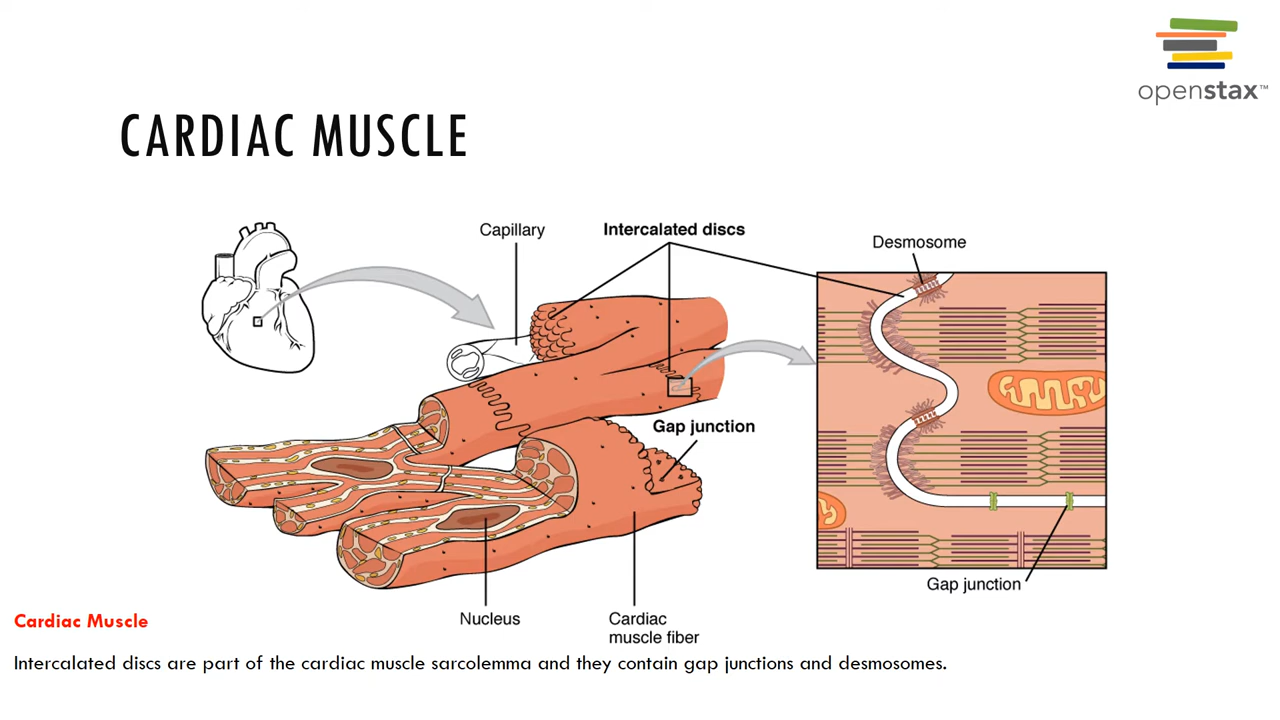 openstax™
CARDIAC MUSCLE
Capillary
Intercalated discs
Desmosome
Gap junction
Gap junction
Nucleus
Cardiac
muscle fiber
Cardiac Muscle
Intercalated discs are part of the cardiac muscle sarcolemma and they contain gap junctions and desmosomes.